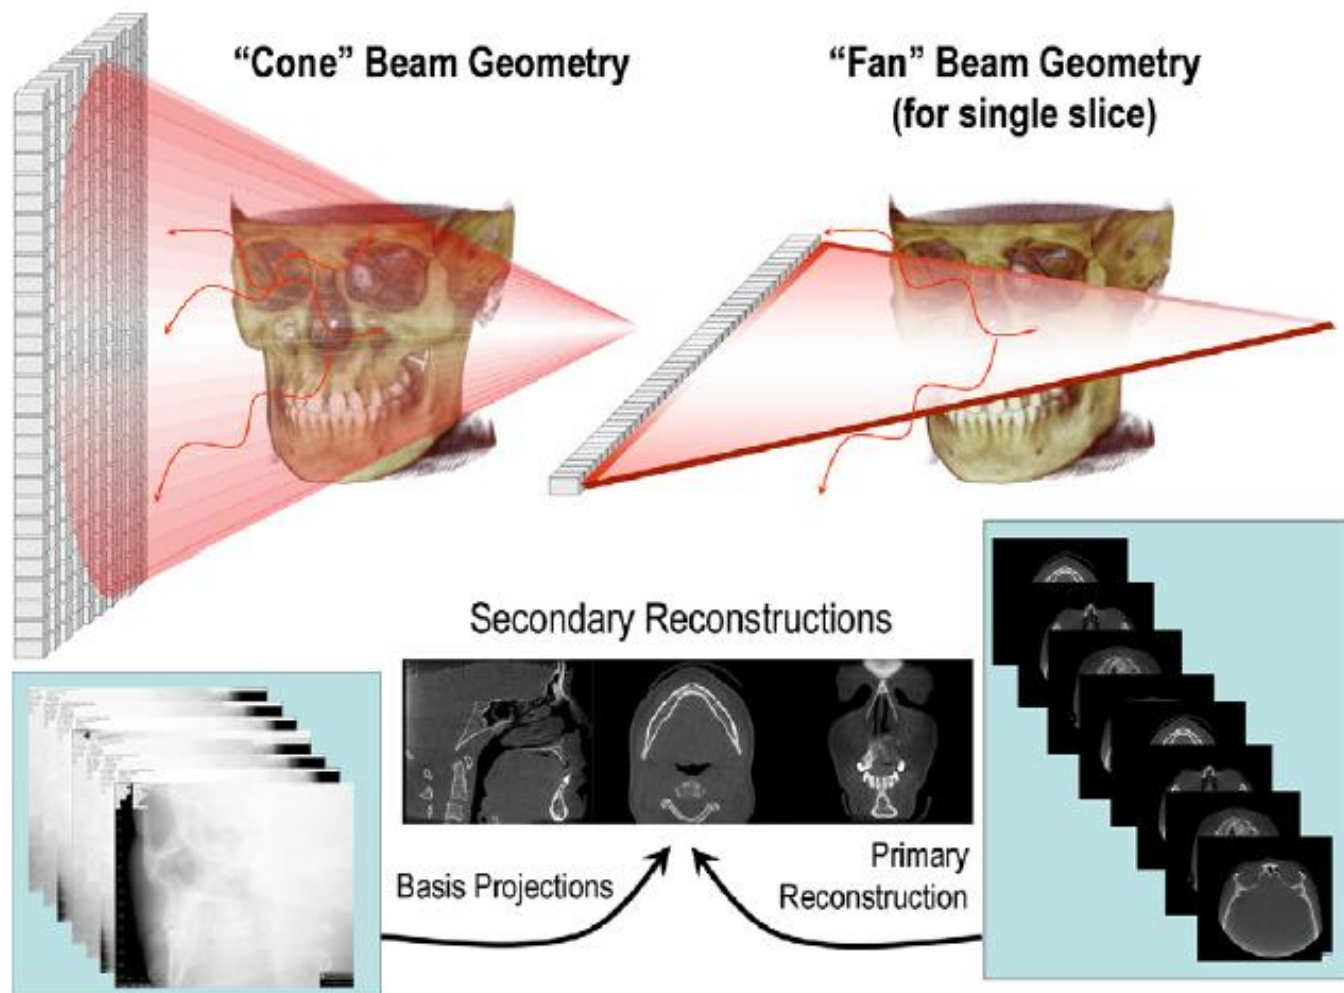 “Cone” Beam Geometry
“Fan” Beam Geometry
(for single slice)
Secondary Reconstructions
Basis Projections
Primary
Reconstruction